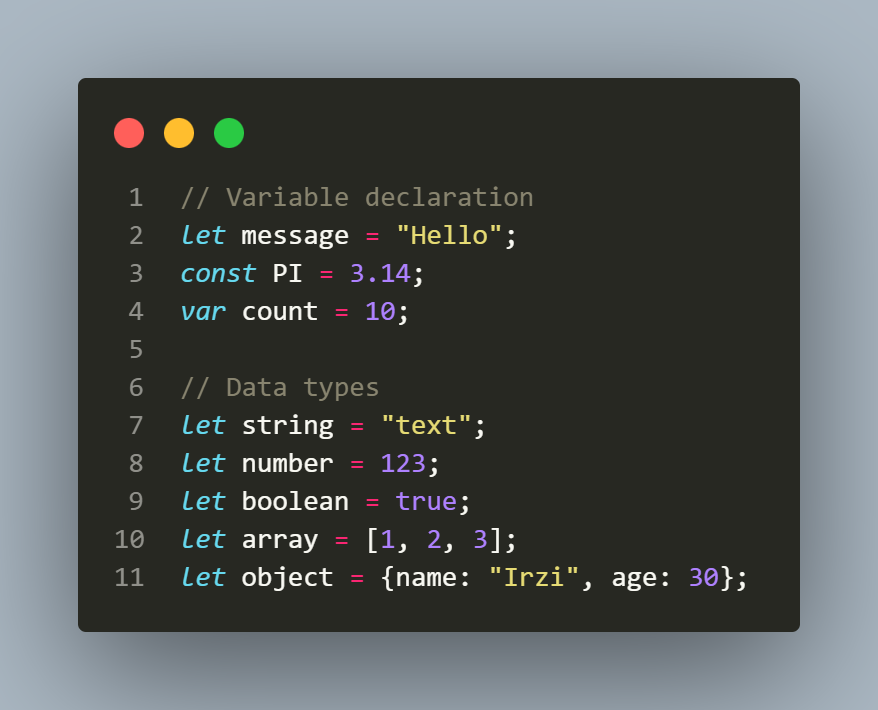 1 // Variable declaration
2 let message = "Hello";
3 const PI = 3.14;
4 var count = 10;
5
6 // Data types
7 let string = "text";
8 let number = 123;
9 let boolean = true;
10 let array = [1, 2, 3];
11 let object = {name: "Irzi", age: 30};